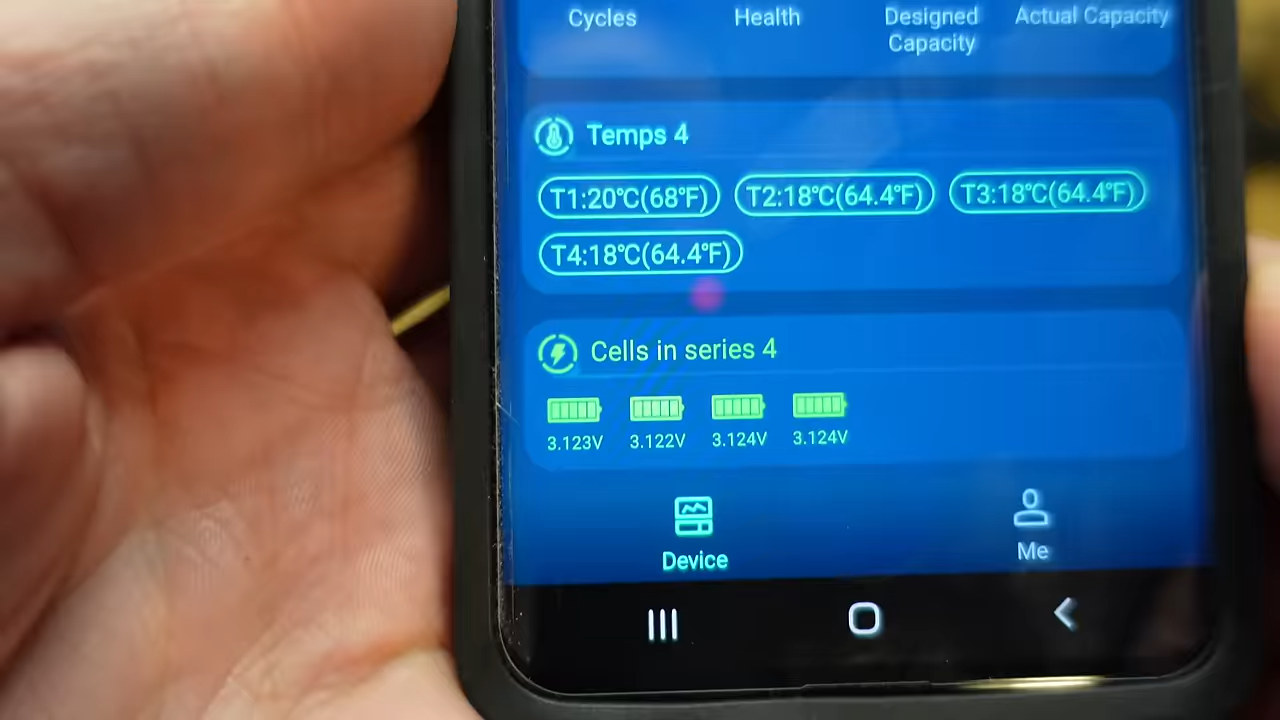 Cycles Health Designed Capacity Actual Capacity
Temps 4
T1:20℃(68℉) T2:18℃(64.4℉) T3:18℃(64.4℉)
T4:18℃(64.4℉)
Cells in series 4
3.123V 3.122V 3.124V 3.124V
Device Me